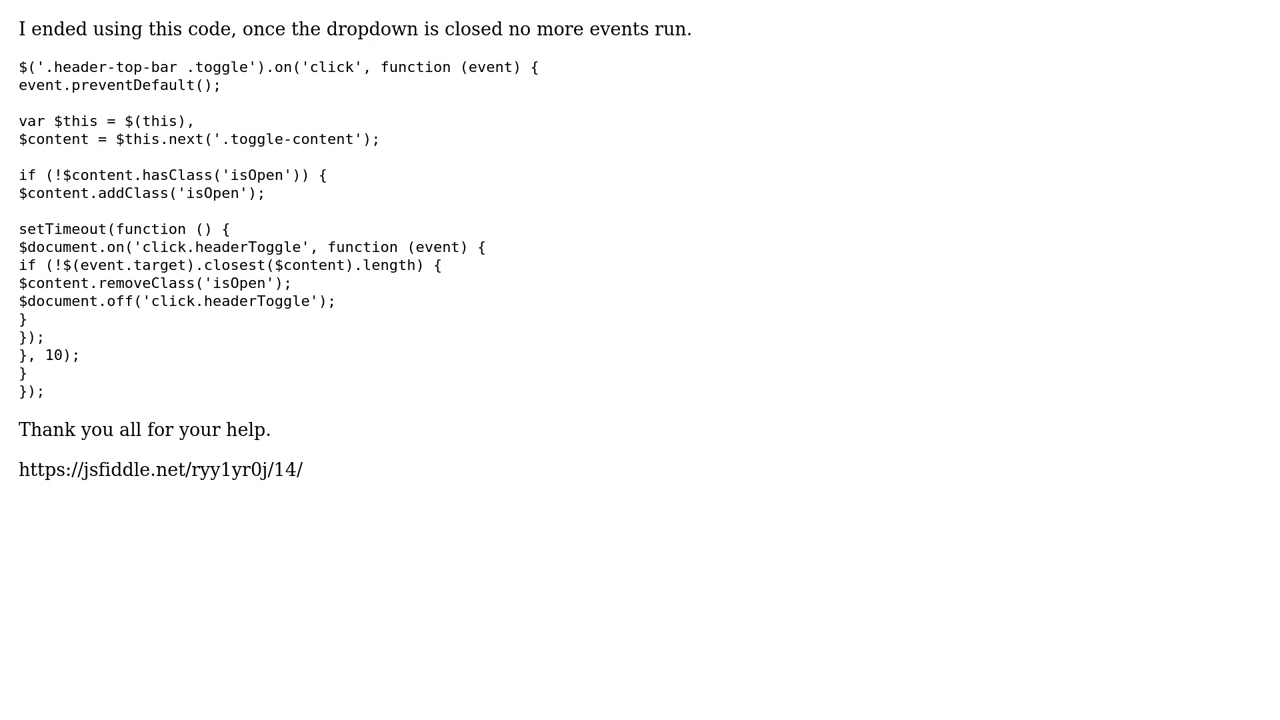 I ended using this code, once the dropdown is closed no more events run.
$('.header-top-bar .toggle').on('click', function (event) {
event.preventDefault();
var $this = $(this),
$content = $this.next('.toggle-content');
if (!$content.hasClass('isOpen')) {
$content.addClass('isOpen');
setTimeout(function () {
$document.on('click.headerToggle', function (event) {
if (!$(event.target).closest($content).length) {
$content.removeClass('isOpen');
$document.off('click.headerToggle');
}
});
}, 10);
}
});
Thank you all for your help.
https://jsfiddle.net/ryy1yr0j/14/